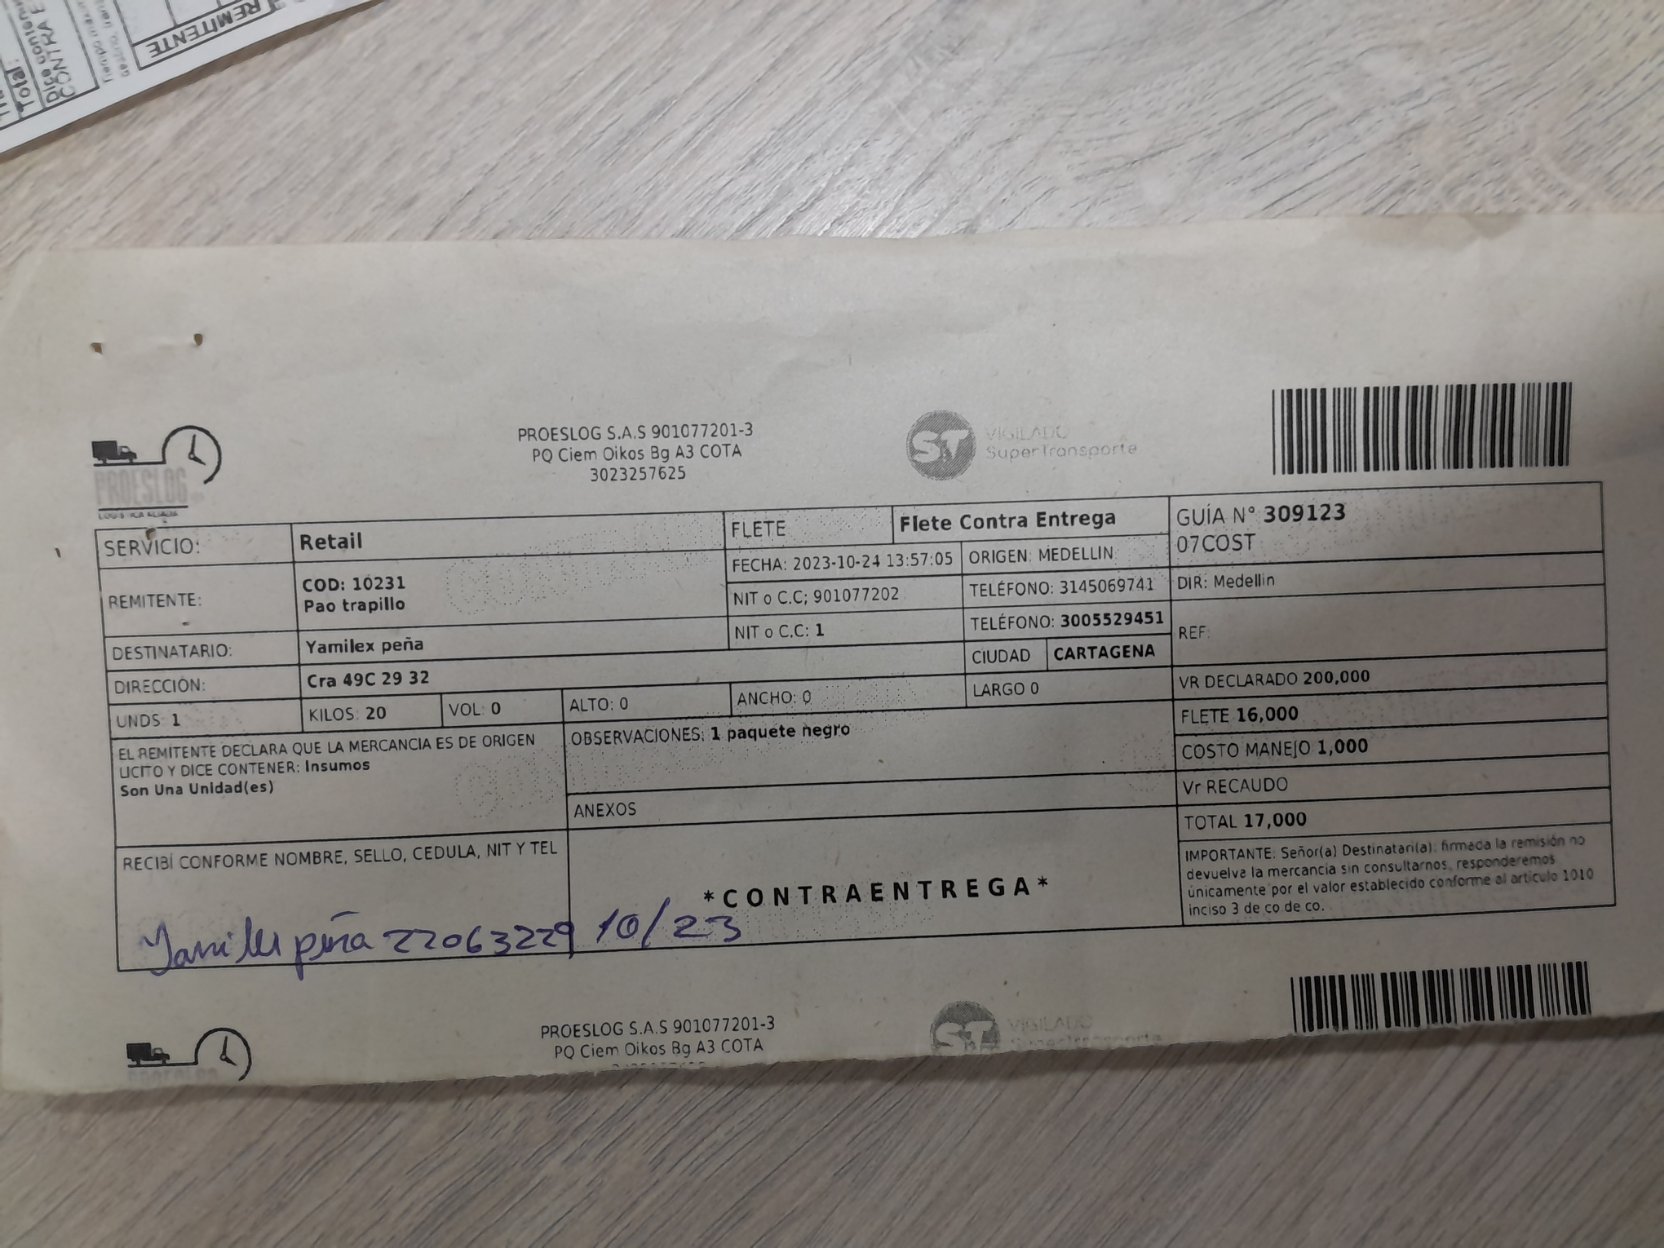 REMITENTE
Total:
PROESLOG S.A.S 901077201-3
PQ Ciem Oikos Bg A3 COTA
3023257625
ST VIGILADO
SuperTransporte
PROESLOG
SERVICIO: Retail FLETE Flete Contra Entrega GUÍA N° 309123
07COST
FECHA: 2023-10-24 13:57:05 ORIGEN: MEDELLIN:
REMITENTE: COD: 10231
Pao trapillo
NIT o C.C; 901077202 TELÉFONO: 3145069741 DIR: Medellin
DESTINATARIO: Yamilex peña NIT o C.C: 1 TELÉFONO: 3005529451 REF:
DIRECCIÓN: Cra 49C 29 32 CIUDAD CARTAGENA
VR DECLARADO 200,000
UNDS: 1 KILOS: 20 VOL: 0 ALTO: 0 ANCHO: 0 LARGO 0
FLETE 16,000
EL REMITENTE DECLARA QUE LA MERCANCIA ES DE ORIGEN
LICITO Y DICE CONTENER: Insumos
Son Una Unidad(es)
OBSERVACIONES: 1 paquete negro
COSTO MANEJO 1,000
Vr RECAUDO
ANEXOS
TOTAL 17,000
RECIBÍ CONFORME NOMBRE, SELLO, CEDULA, NIT Y TEL
*CONTRAENTREGA*
IMPORTANTE: Señor(a) Destinatari(a): firmada la remisión no
devuelva la mercancia sin consultarnos, responderemos
únicamente por el valor establecido conforme al articulo 1010
inciso 3 de co de co.
peña 22063229 10/23
PROESLOG S.A.S 901077201-3
PQ Ciem Oikos Bg A3 COTA
ST VIGILADO